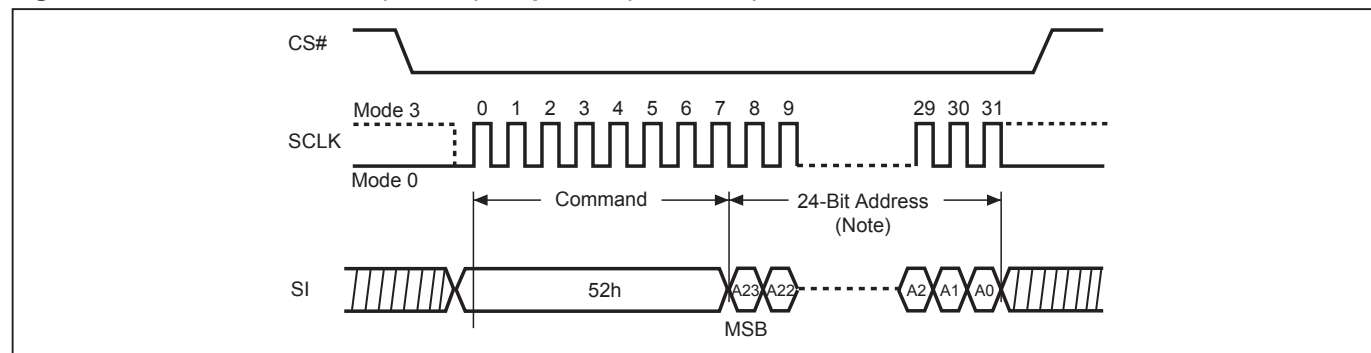 CS#
Mode 3
0 1 2 3 4 5 6 7 8 9 29 30 31
SCLK
Mode 0
Command
24-Bit Address
(Note)
SI
52h
A23 A22 A2 A1 A0
MSB